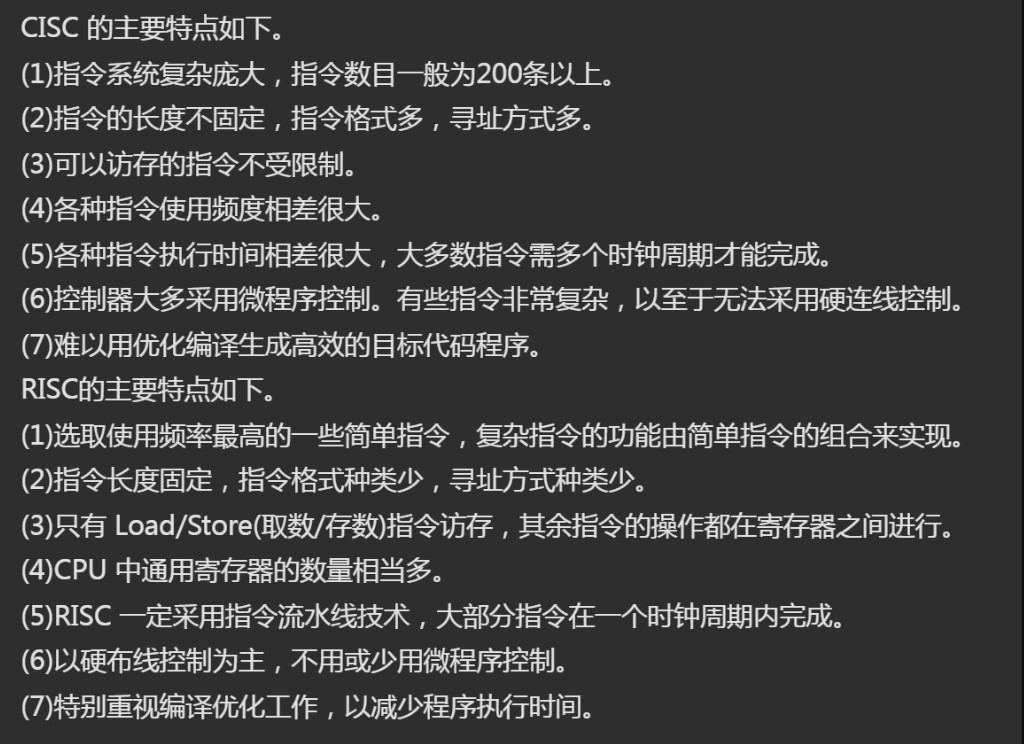 CISC 的主要特点如下。
(1)指令系统复杂庞大，指令数目一般为200条以上。
(2)指令的长度不固定，指令格式多，寻址方式多。
(3)可以访存的指令不受限制。
(4)各种指令使用频度相差很大。
(5)各种指令执行时间相差很大，大多数指令需多个时钟周期才能完成。
(6)控制器大多采用微程序控制。有些指令非常复杂，以至于无法采用硬连线控制。
(7)难以用优化编译生成高效的目标代码程序。
RISC的主要特点如下。
(1)选取使用频率最高的一些简单指令，复杂指令的功能由简单指令的组合来实现。
(2)指令长度固定，指令格式种类少，寻址方式种类少。
(3)只有 Load/Store(取数/存数)指令访存，其余指令的操作都在寄存器之间进行。
(4)CPU 中通用寄存器的数量相当多。
(5)RISC 一定采用指令流水线技术，大部分指令在一个时钟周期内完成。
(6)以硬布线控制为主，不用或少用微程序控制。
(7)特别重视编译优化工作，以减少程序执行时间。